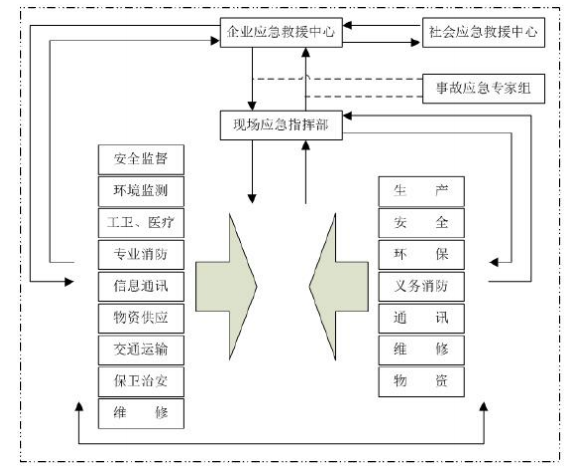 企业应急救援中心
社会应急救援中心
事故应急专家组
现场应急指挥部
安全监督
环境监测
工卫、医疗
专业消防
信息通讯
物资供应
交通运输
保卫治安
维 修
生 产
安 全
环 保
义务消防
通 讯
维 修
物 资